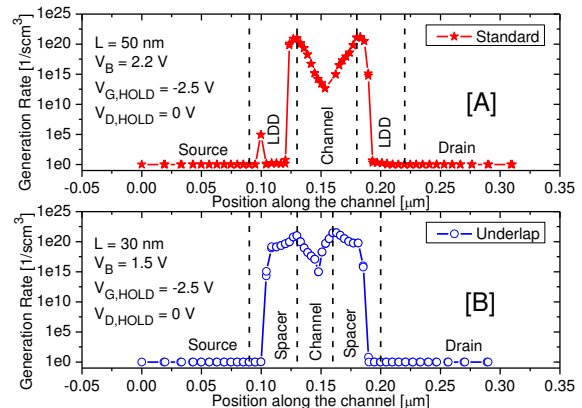 Generation Rate [1/scm³]
1e25
1e20
1e15
1e10
1e5
1e0
L = 50 nm
V_B = 2.2 V
V_G,HOLD = -2.5 V
V_D,HOLD = 0 V
[A]
Standard
Source
LDD
Channel
LDD
Drain
-0.05 0.00 0.05 0.10 0.15 0.20 0.25 0.30 0.35
Position along the channel [μm]
Generation Rate [1/scm³]
1e25
1e20
1e15
1e10
1e5
1e0
L = 30 nm
V_B = 1.5 V
V_G,HOLD = -2.5 V
V_D,HOLD = 0 V
[B]
Underlap
Source
Spacer
Channel
Spacer
Drain
-0.05 0.00 0.05 0.10 0.15 0.20 0.25 0.30 0.35
Position along the channel [μm]